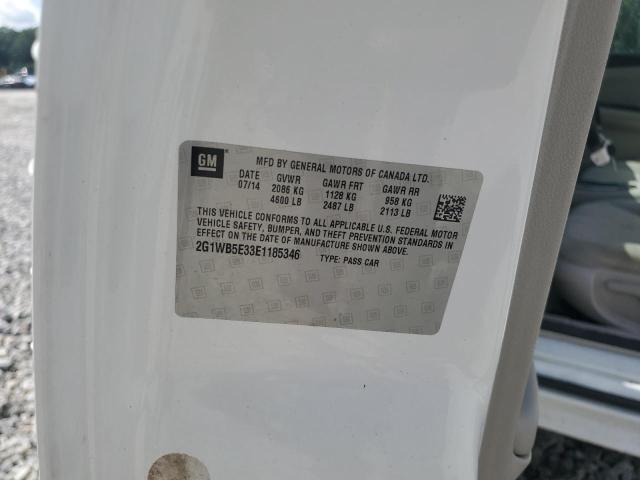 GM
MFD BY GENERAL MOTORS OF CANADA LTD.
DATE GVWR GAWR FRT GAWR RR
07/14 2086 KG 1128 KG 958 KG
4600 LB 2487 LB 2113 LB
THIS VEHICLE CONFORMS TO ALL APPLICABLE U.S. FEDERAL MOTOR
VEHICLE SAFETY, BUMPER, AND THEFT PREVENTION STANDARDS IN
EFFECT ON THE DATE OF MANUFACTURE SHOWN ABOVE.
2G1WB5E33E1185346 TYPE: PASS CAR